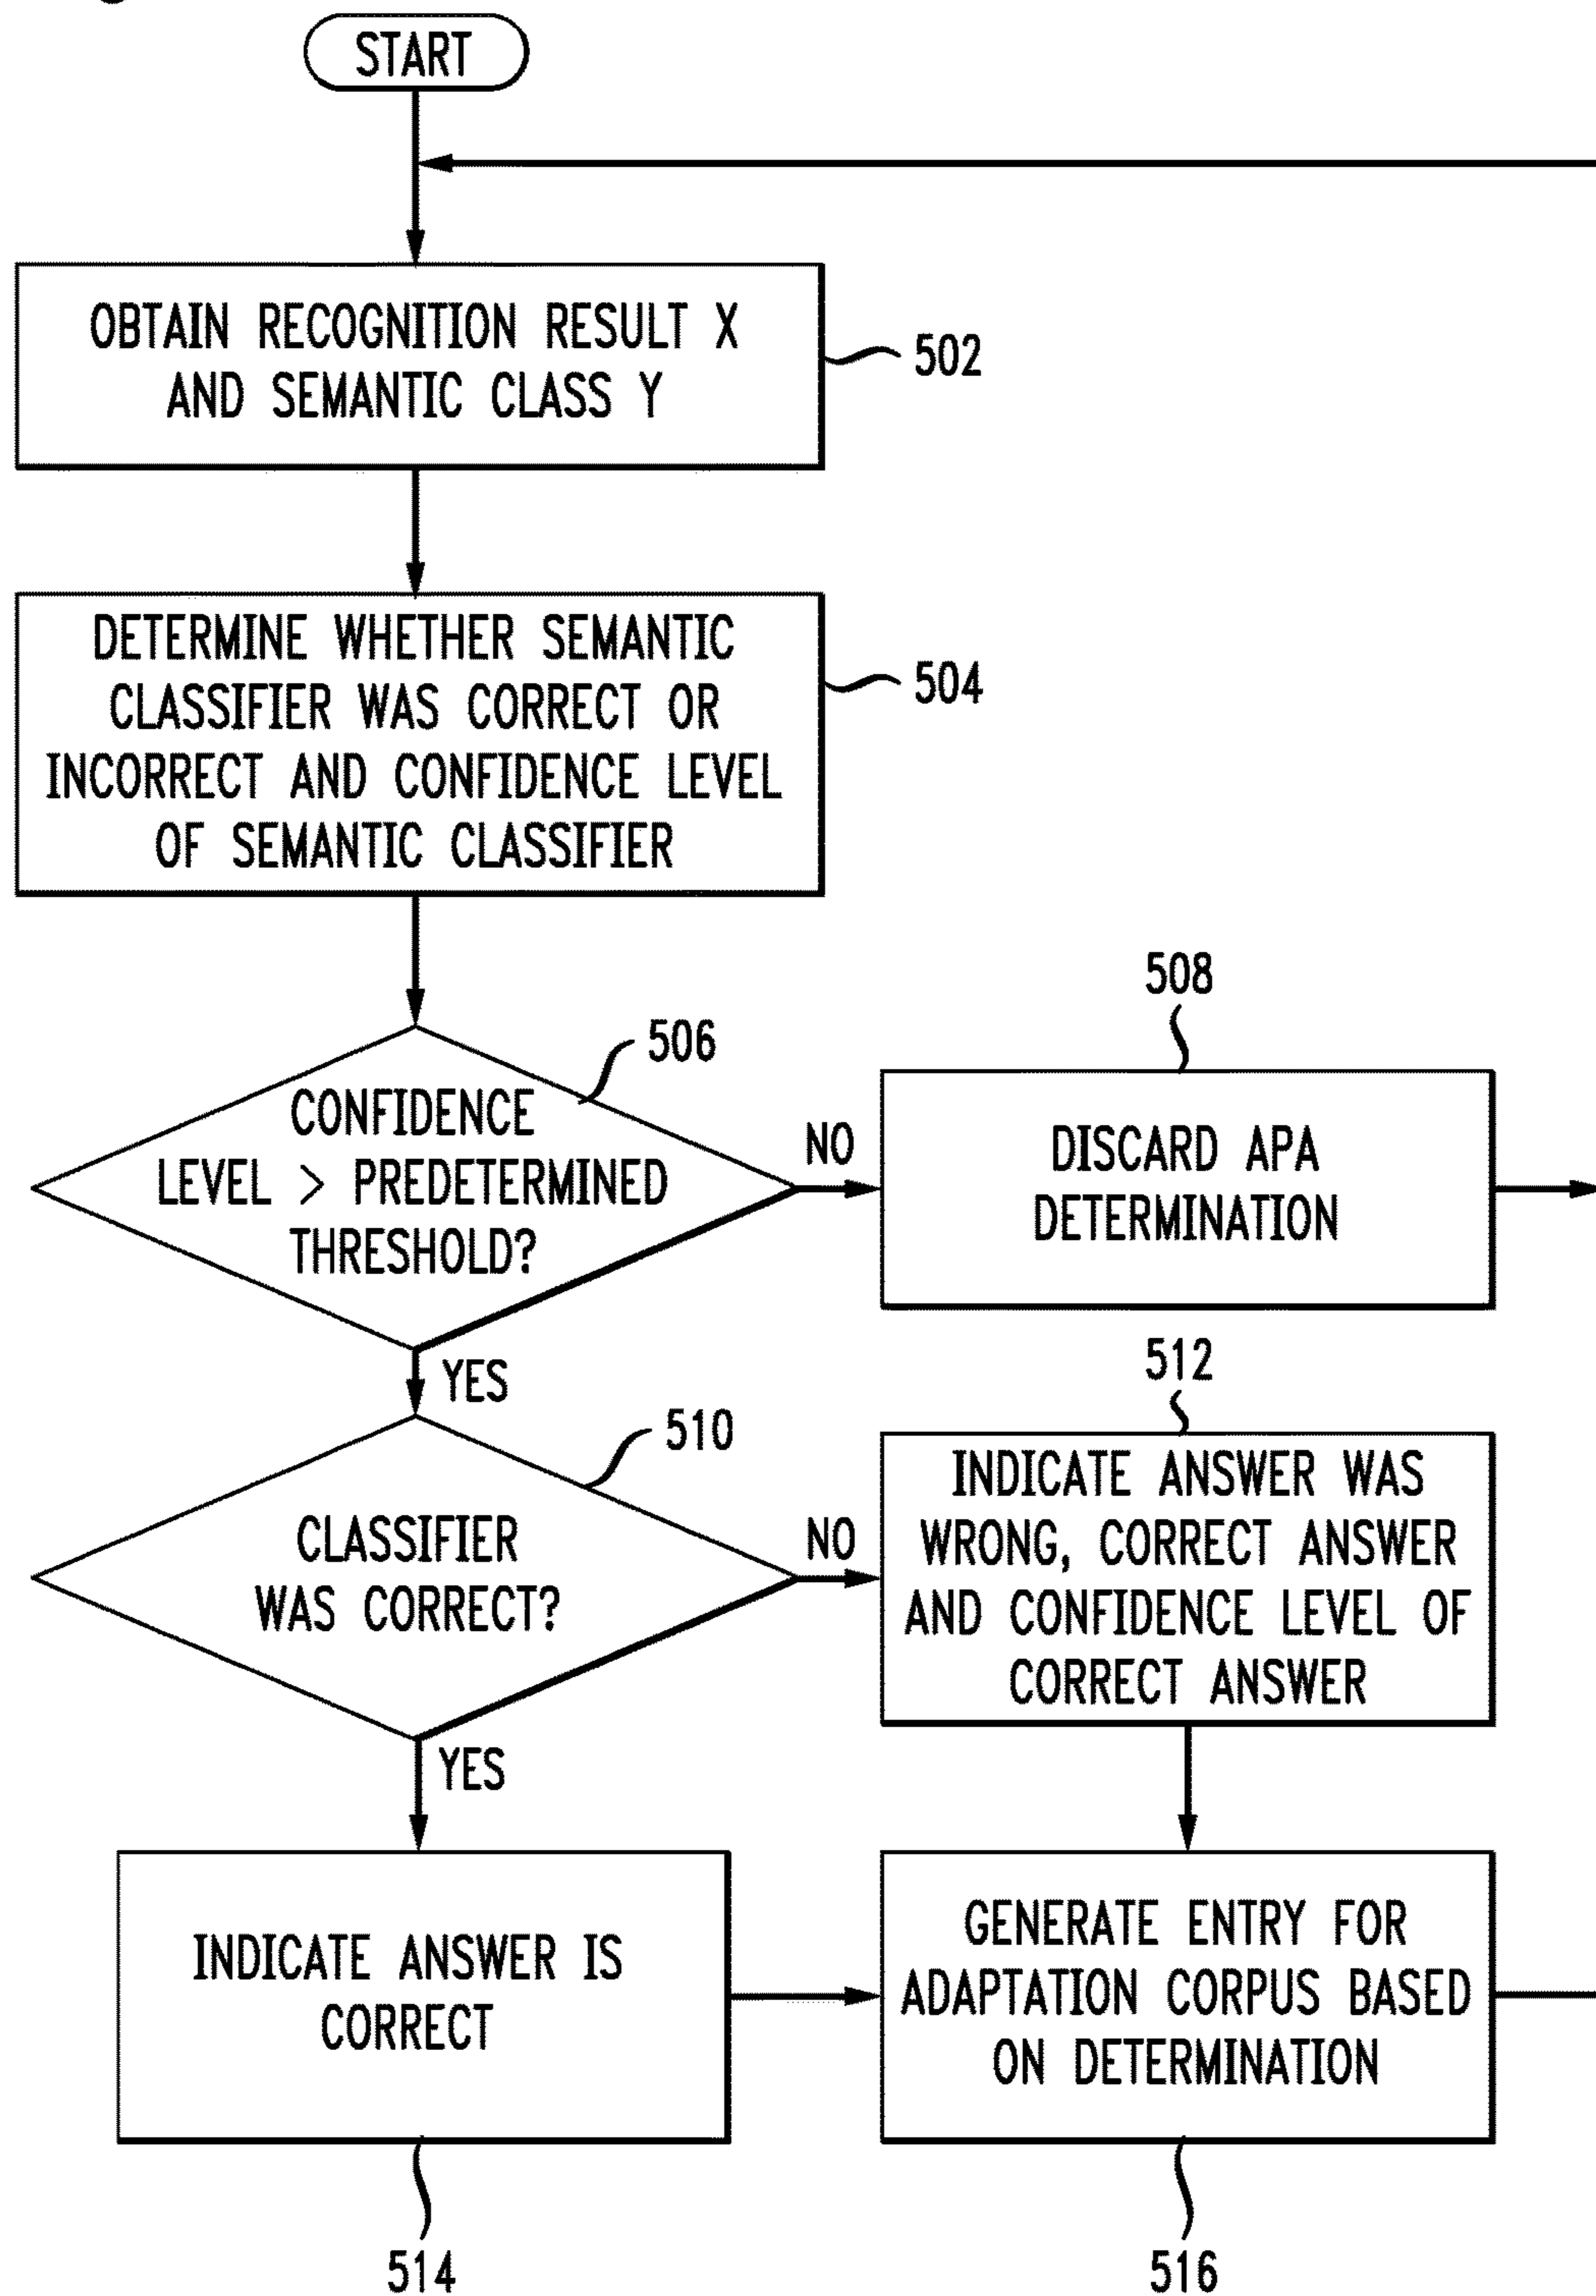 START
OBTAIN RECOGNITION RESULT X
AND SEMANTIC CLASS Y
502
DETERMINE WHETHER SEMANTIC
CLASSIFIER WAS CORRECT OR
INCORRECT AND CONFIDENCE LEVEL
OF SEMANTIC CLASSIFIER
504
506
CONFIDENCE
LEVEL > PREDETERMINED
THRESHOLD?
NO
508
DISCARD APA
DETERMINATION
YES
510
CLASSIFIER
WAS CORRECT?
NO
512
INDICATE ANSWER WAS
WRONG, CORRECT ANSWER
AND CONFIDENCE LEVEL OF
CORRECT ANSWER
YES
INDICATE ANSWER IS
CORRECT
514
GENERATE ENTRY FOR
ADAPTATION CORPUS BASED
ON DETERMINATION
516